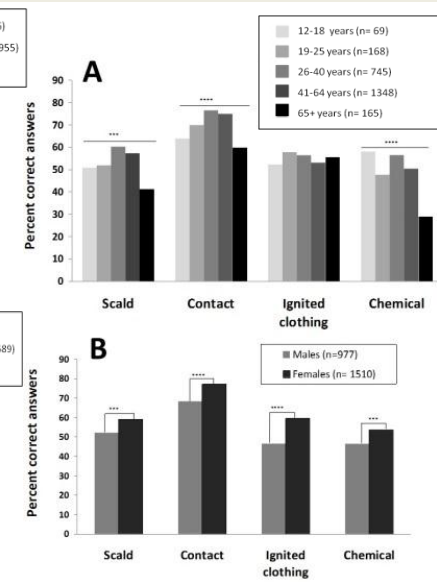 5)
955)
A
12-18 years (n= 69)
19-25 years (n=168)
26-40 years (n= 745)
41-64 years (n= 1348)
65+ years (n= 165)
Percent correct answers
90
80
70
60
50
40
30
20
10
0
***
****
****
Scald
Contact
Ignited
clothing
Chemical
589)
B
Males (n=977)
Females (n= 1510)
Percent correct answers
90
80
70
60
50
40
30
20
10
0
***
****
****
***
Scald
Contact
Ignited
clothing
Chemical